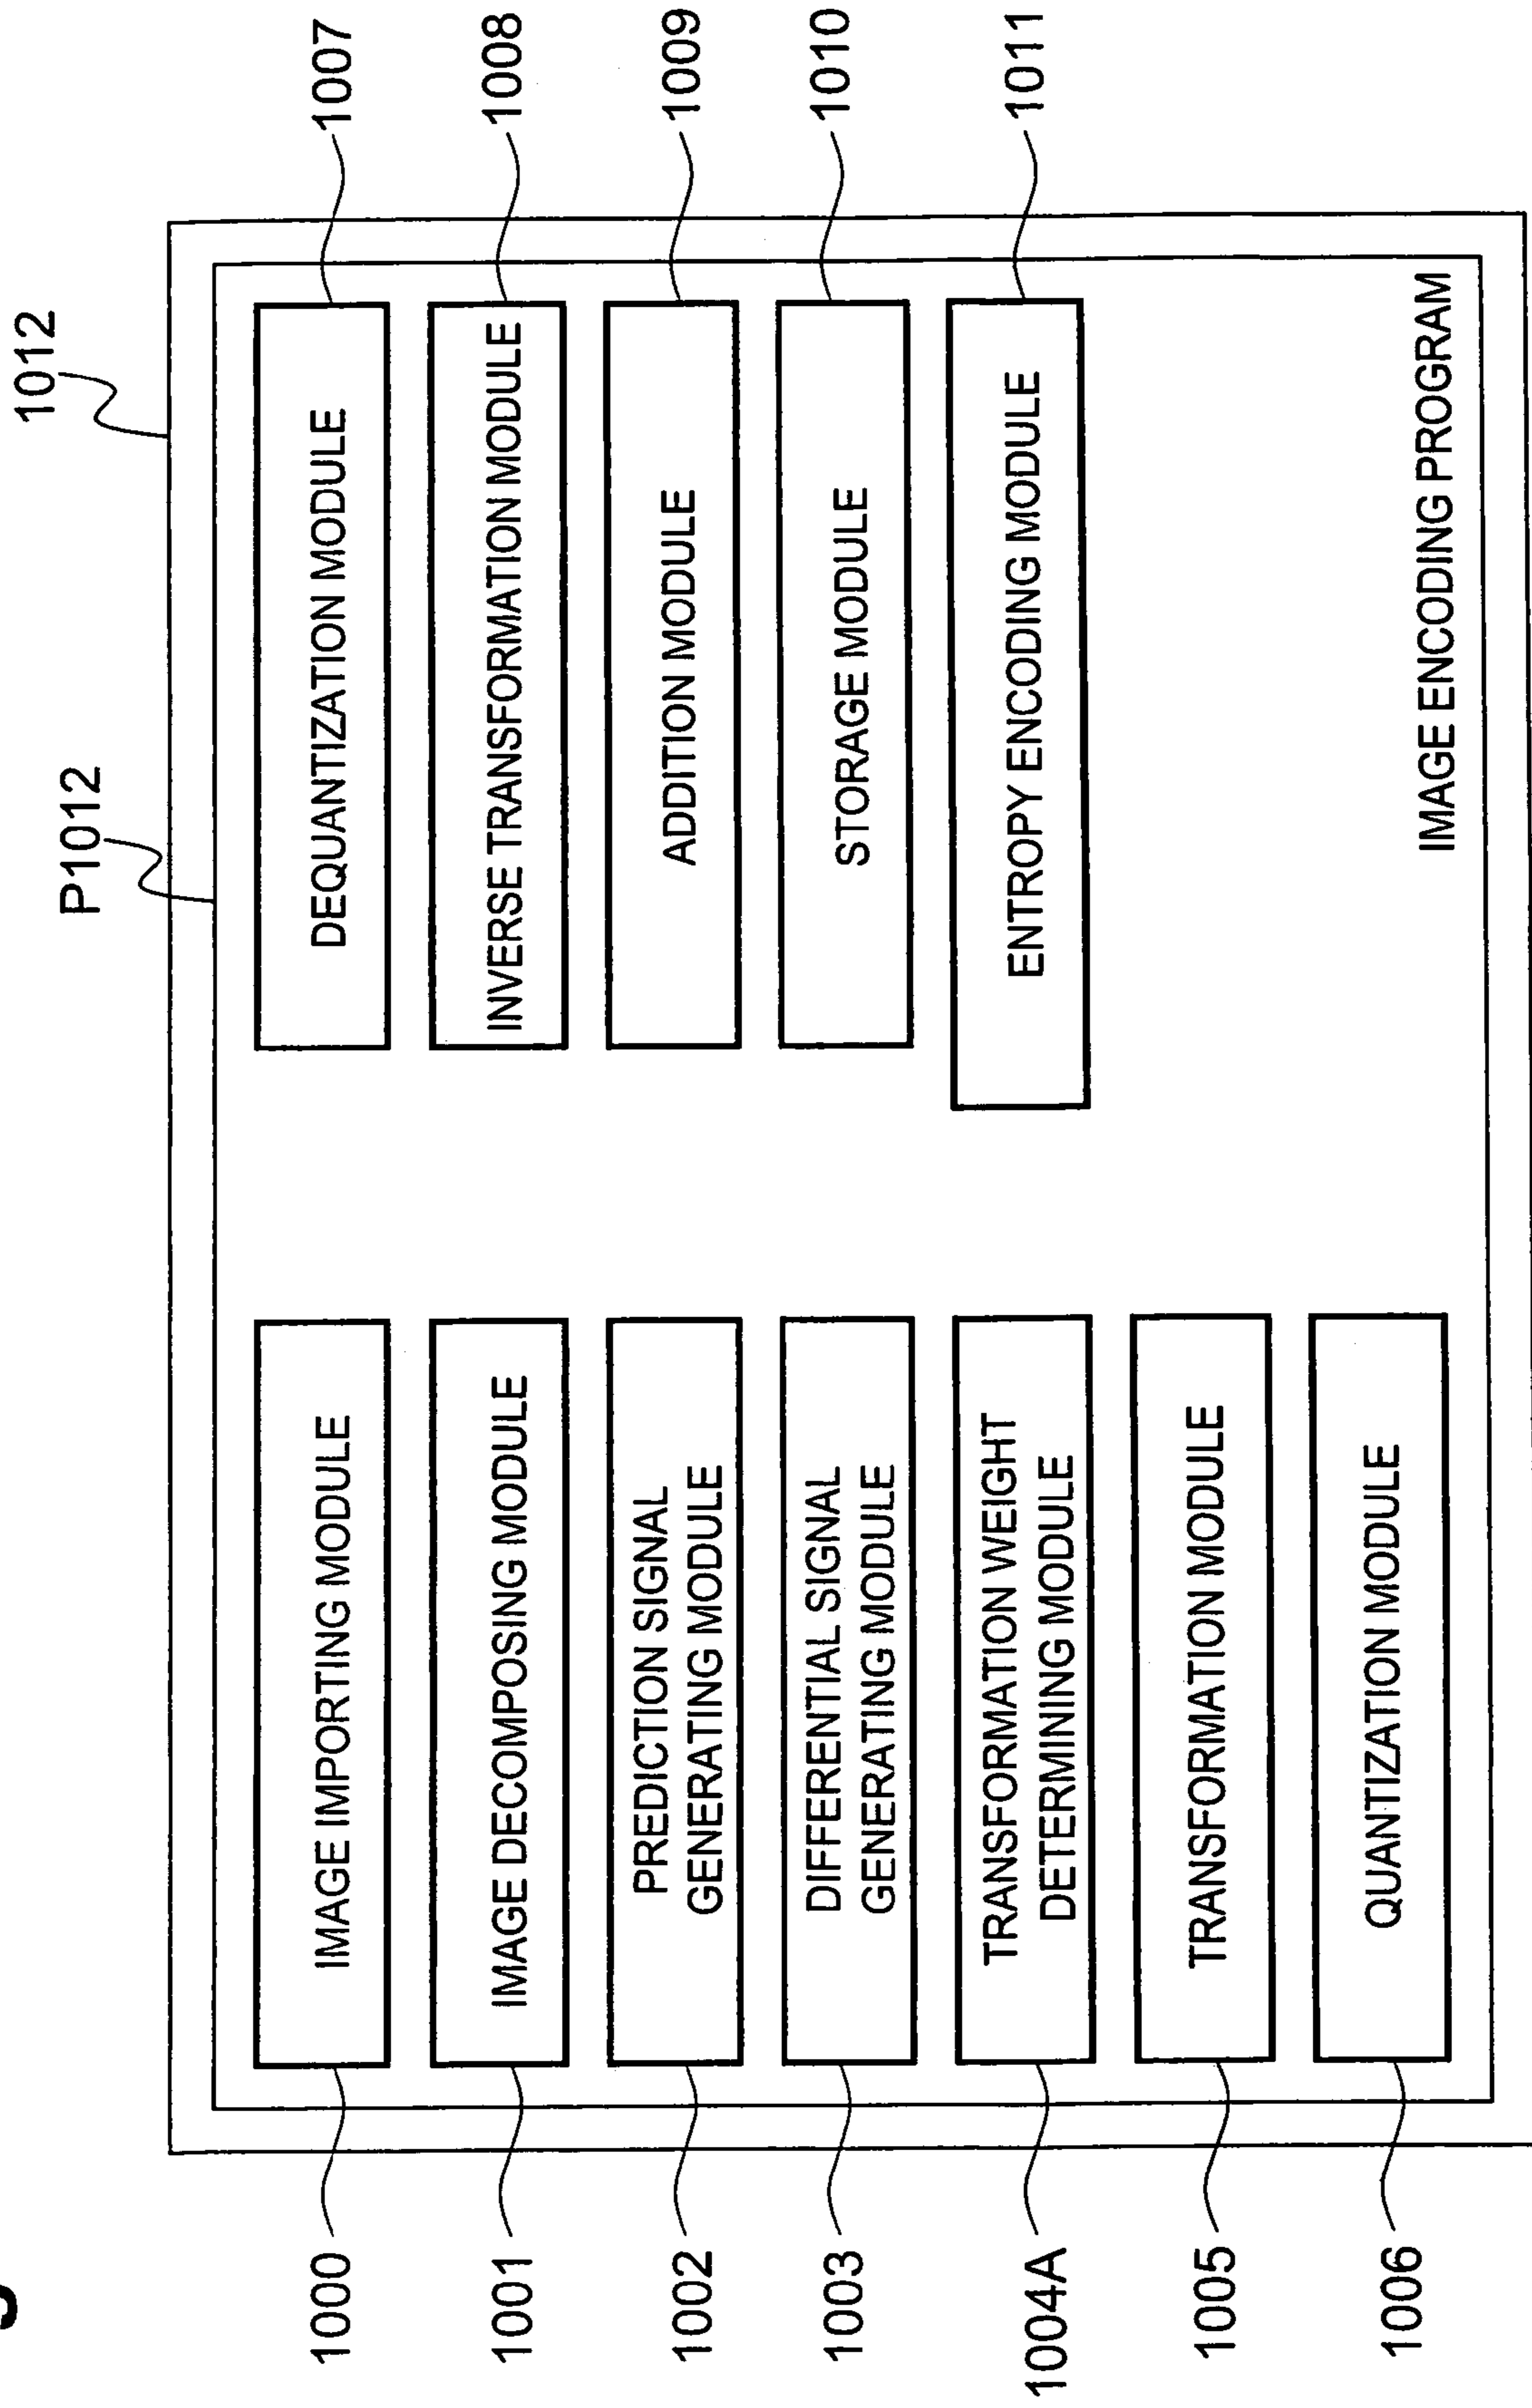 1012
P1012
1000
IMAGE IMPORTING MODULE
1001
IMAGE DECOMPOSING MODULE
1002
PREDICTION SIGNAL
GENERATING MODULE
1003
DIFFERENTIAL SIGNAL
GENERATING MODULE
1004A
TRANSFORMATION WEIGHT
DETERMINING MODULE
1005
TRANSFORMATION MODULE
1006
QUANTIZATION MODULE
DEQUANTIZATION MODULE
1007
INVERSE TRANSFORMATION MODULE
1008
ADDITION MODULE
1009
STORAGE MODULE
1010
ENTROPY ENCODING MODULE
1011
IMAGE ENCODING PROGRAM